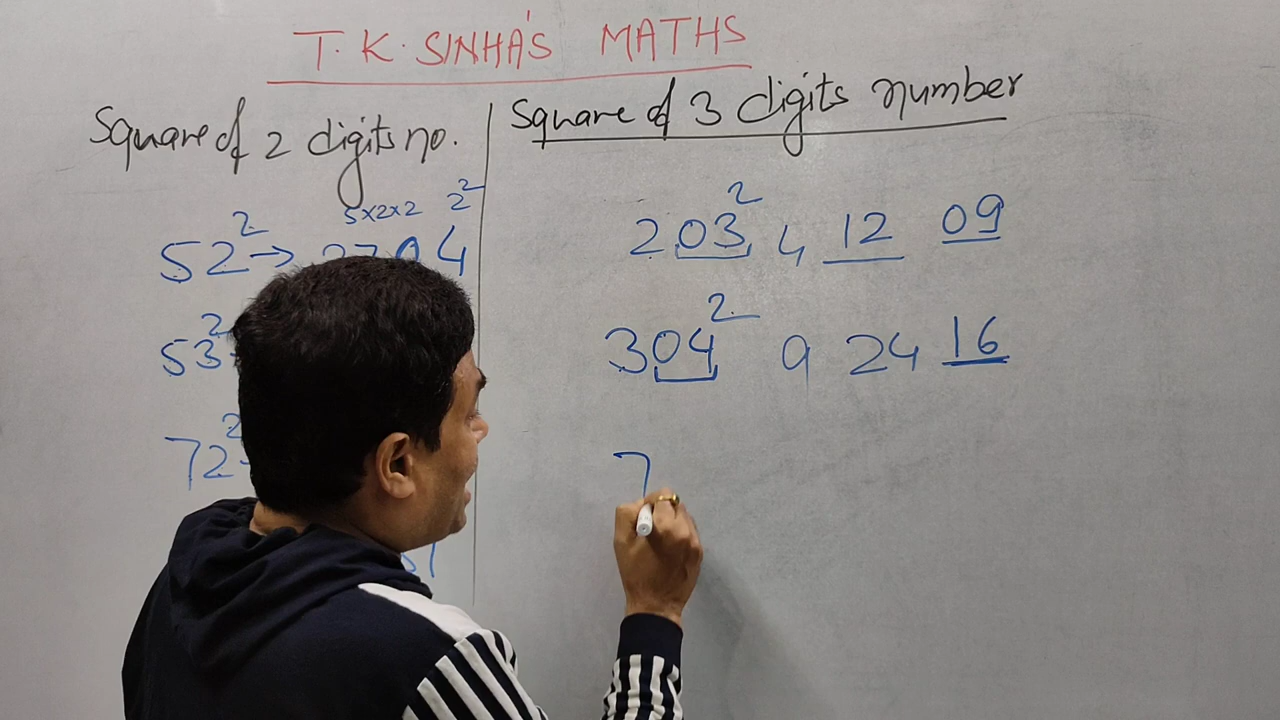 T.K. SINHA'S MATHS
Square of 2 digits no.
5×2×2 2²
52² → 2704
53²
72²
Square of 3 digits number
203² 4 12 09
304² 9 24 16
7